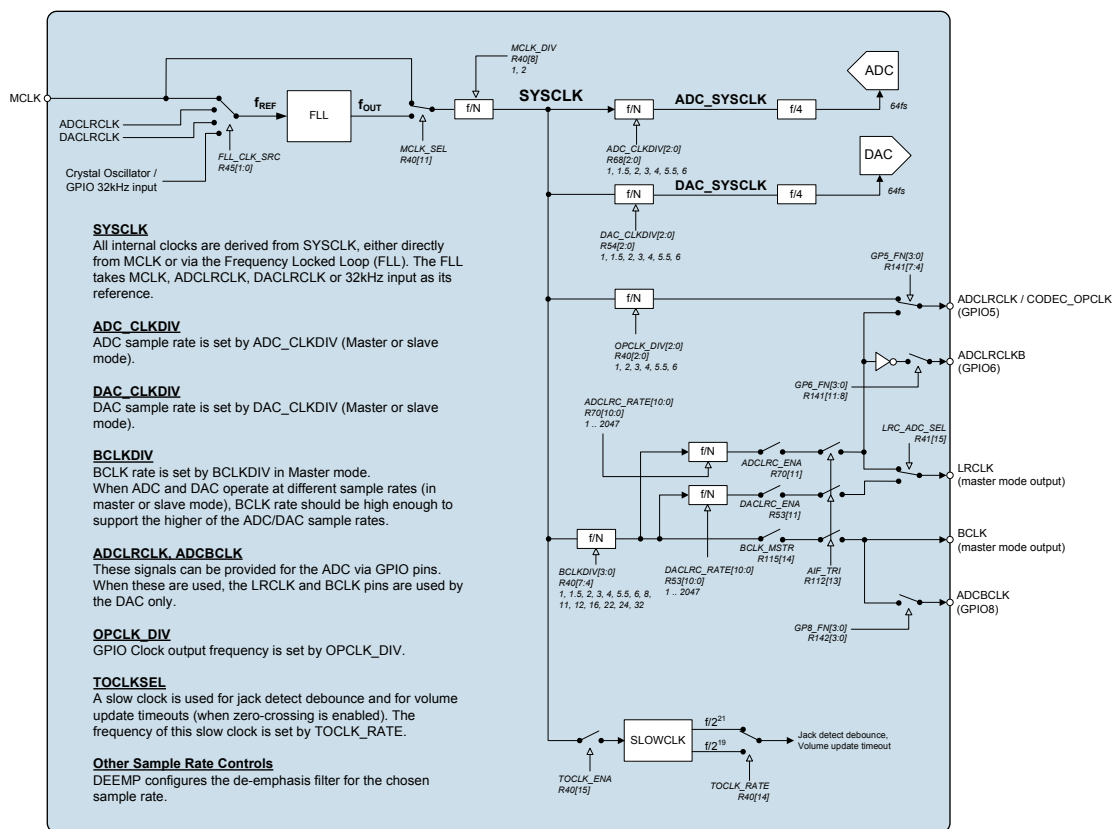 MCLK
ADCLRCLK
DACLRCLK
Crystal Oscillator /
GPIO 32kHz input
FLL_CLK_SRC
R45[1:0]
fREF
FLL
fOUT
MCLK_SEL
R40[11]
MCLK_DIV
R40[8]
1, 2
f/N
SYSCLK
f/N
ADC_SYSCLK
f/4
ADC
64fs
ADC_CLKDIV[2:0]
R68[2:0]
1, 1.5, 2, 3, 4, 5.5, 6
f/N
DAC_SYSCLK
f/4
DAC
64fs
DAC_CLKDIV[2:0]
R54[2:0]
1, 1.5, 2, 3, 4, 5.5, 6
SYSCLK
All internal clocks are derived from SYSCLK, either directly
from MCLK or via the Frequency Locked Loop (FLL). The FLL
takes MCLK, ADCLRCLK, DACLRCLK or 32kHz input as its
reference.
ADC_CLKDIV
ADC sample rate is set by ADC_CLKDIV (Master or slave
mode).
DAC_CLKDIV
DAC sample rate is set by DAC_CLKDIV (Master or slave
mode).
BCLKDIV
BCLK rate is set by BCLKDIV in Master mode.
When ADC and DAC operate at different sample rates (in
master or slave mode), BCLK rate should be high enough to
support the higher of the ADC/DAC sample rates.
ADCLRCLK, ADCBCLK
These signals can be provided for the ADC via GPIO pins.
When these are used, the LRCLK and BCLK pins are used by
the DAC only.
OPCLK_DIV
GPIO Clock output frequency is set by OPCLK_DIV.
TOCLKSEL
A slow clock is used for jack detect debounce and for volume
update timeouts (when zero-crossing is enabled). The
frequency of this slow clock is set by TOCLK_RATE.
Other Sample Rate Controls
DEEMP configures the de-emphasis filter for the chosen
sample rate.
f/N
OPCLK_DIV[2:0]
R40[2:0]
1, 2, 3, 4, 5.5, 6
GP5_FN[3:0]
R141[7:4]
ADCLRCLK / CODEC_OPCLK
(GPIO5)
ADCLRCLKB
(GPIO6)
GP6_FN[3:0]
R141[11:8]
ADCLRC_RATE[10:0]
R70[10:0]
1 .. 2047
f/N
ADCLRC_ENA
R70[11]
LRC_ADC_SEL
R41[15]
LRCLK
(master mode output)
f/N
DACLRC_ENA
R53[11]
f/N
BCLK_MSTR
R115[14]
BCLK
(master mode output)
BCLKDIV[3:0]
R40[7:4]
1, 1.5, 2, 3, 4, 5.5, 6, 8,
11, 12, 16, 22, 24, 32
DACLRC_RATE[10:0]
R53[10:0]
1 .. 2047
AIF_TRI
R112[13]
ADCBCLK
(GPIO8)
GP8_FN[3:0]
R142[3:0]
TOCLK_ENA
R40[15]
SLOWCLK
f/2^21
f/2^19
TOCLK_RATE
R40[14]
Jack detect debounce,
Volume update timeout